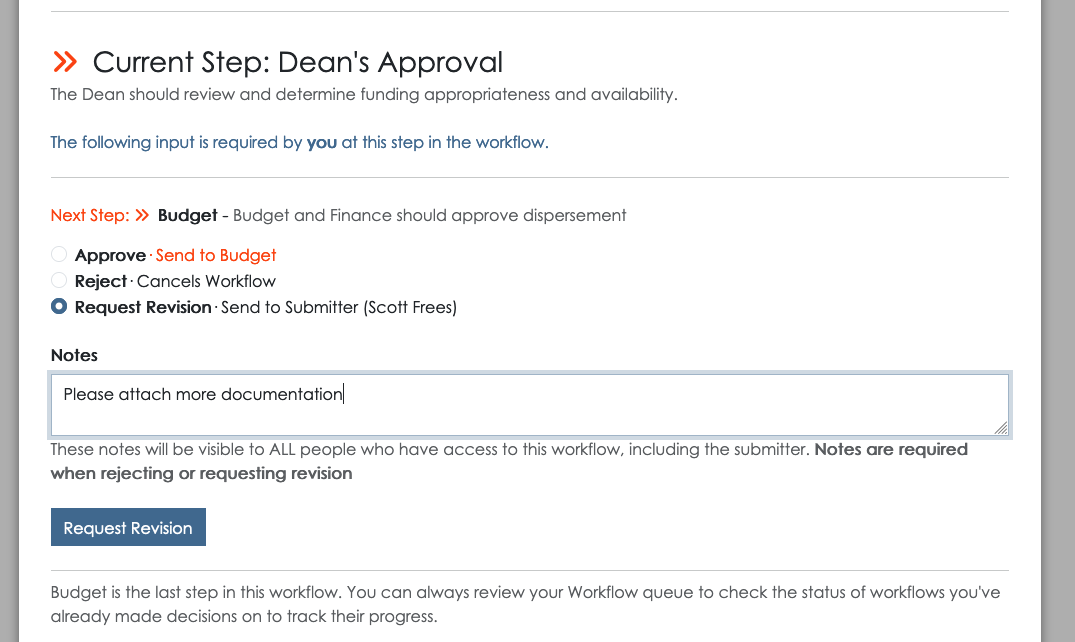 Current Step: Dean's Approval
The Dean should review and determine funding appropriateness and availability.
The following input is required by you at this step in the workflow.
Next Step: Budget - Budget and Finance should approve dispersement
Approve · Send to Budget
Reject · Cancels Workflow
Request Revision · Send to Submitter (Scott Frees)
Notes
Please attach more documentation
These notes will be visible to ALL people who have access to this workflow, including the submitter. Notes are required
when rejecting or requesting revision
Request Revision
Budget is the last step in this workflow. You can always review your Workflow queue to check the status of workflows you've
already made decisions on to track their progress.